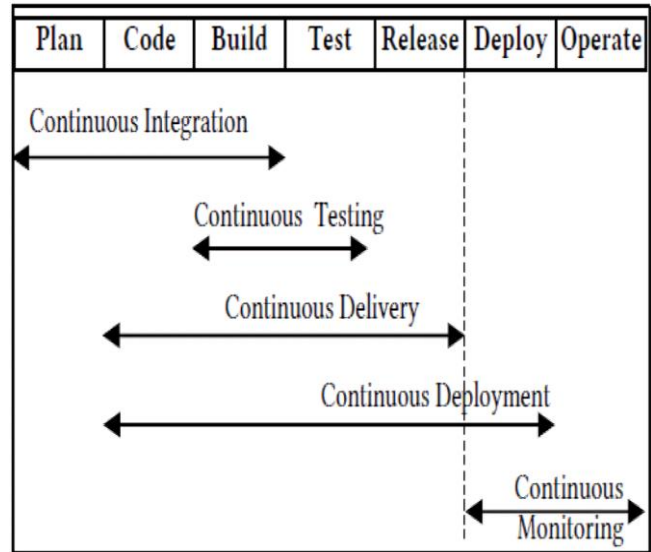 Plan Code Build Test Release Deploy Operate
Continuous Integration
Continuous Testing
Continuous Delivery
Continuous Deployment
Continuous
Monitoring